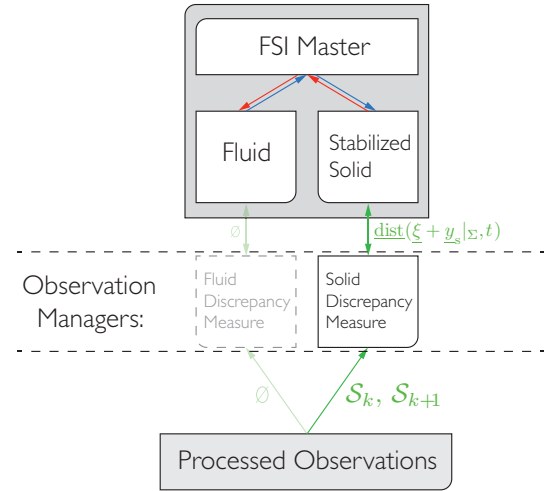 FSI Master
Fluid
Stabilized
Solid
∅
dist(ξ + y_s|_Σ, t)
Observation
Managers:
Fluid
Discrepancy
Measure
Solid
Discrepancy
Measure
∅
S_k, S_{k+1}
Processed Observations